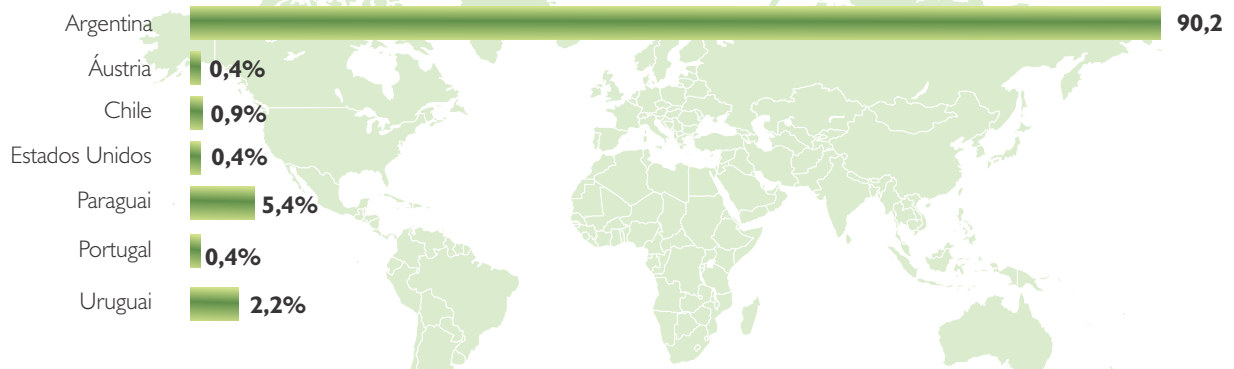 Argentina 90,2
Áustria 0,4%
Chile 0,9%
Estados Unidos 0,4%
Paraguai 5,4%
Portugal 0,4%
Uruguai 2,2%